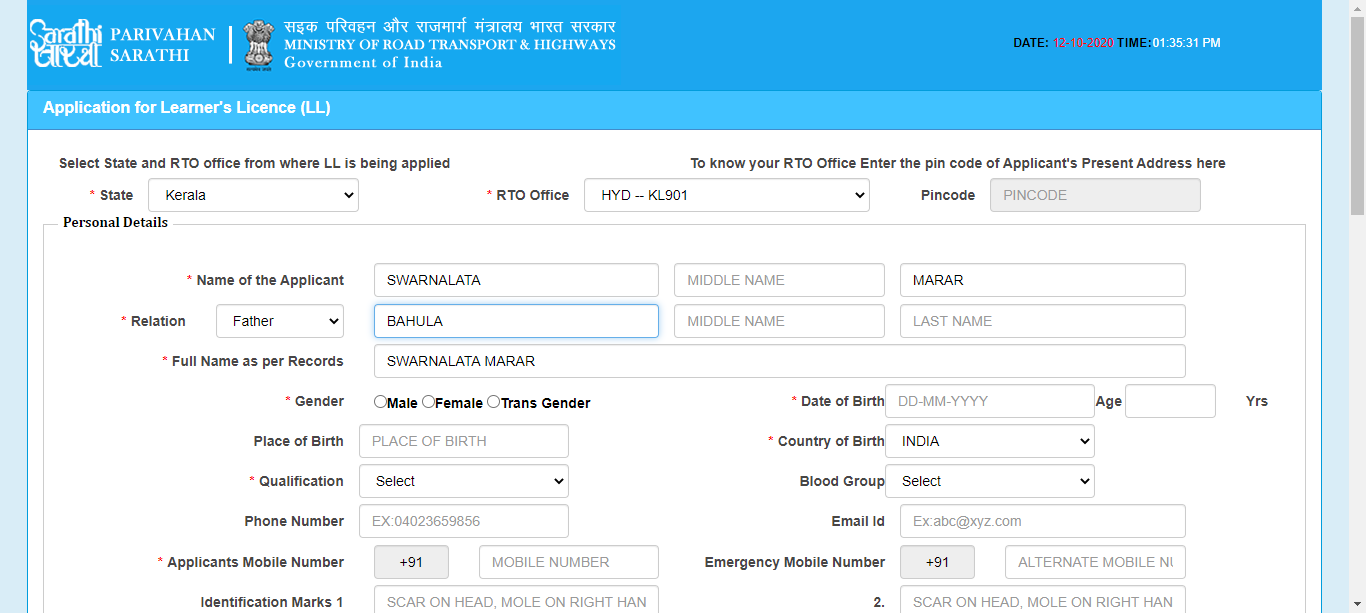 Sarathi
सारथी
PARIVAHAN
SARATHI
सड़क परिवहन और राजमार्ग मंत्रालय भारत सरकार
MINISTRY OF ROAD TRANSPORT & HIGHWAYS
Government of India
DATE: 12-10-2020 TIME:01:35:31 PM
Application for Learner's Licence (LL)
Select State and RTO office from where LL is being applied
To know your RTO Office Enter the pin code of Applicant's Present Address here
* State Kerala * RTO Office HYD -- KL901 Pincode PINCODE
Personal Details
* Name of the Applicant SWARNALATA MIDDLE NAME MARAR
* Relation Father BAHULA MIDDLE NAME LAST NAME
* Full Name as per Records SWARNALATA MARAR
* Gender Male Female Trans Gender * Date of Birth DD-MM-YYYY Age Yrs
Place of Birth PLACE OF BIRTH * Country of Birth INDIA
* Qualification Select Blood Group Select
Phone Number EX:04023659856 Email Id Ex:abc@xyz.com
* Applicants Mobile Number +91 MOBILE NUMBER Emergency Mobile Number +91 ALTERNATE MOBILE NU
Identification Marks 1 SCAR ON HEAD, MOLE ON RIGHT HAN 2. SCAR ON HEAD, MOLE ON RIGHT HAN